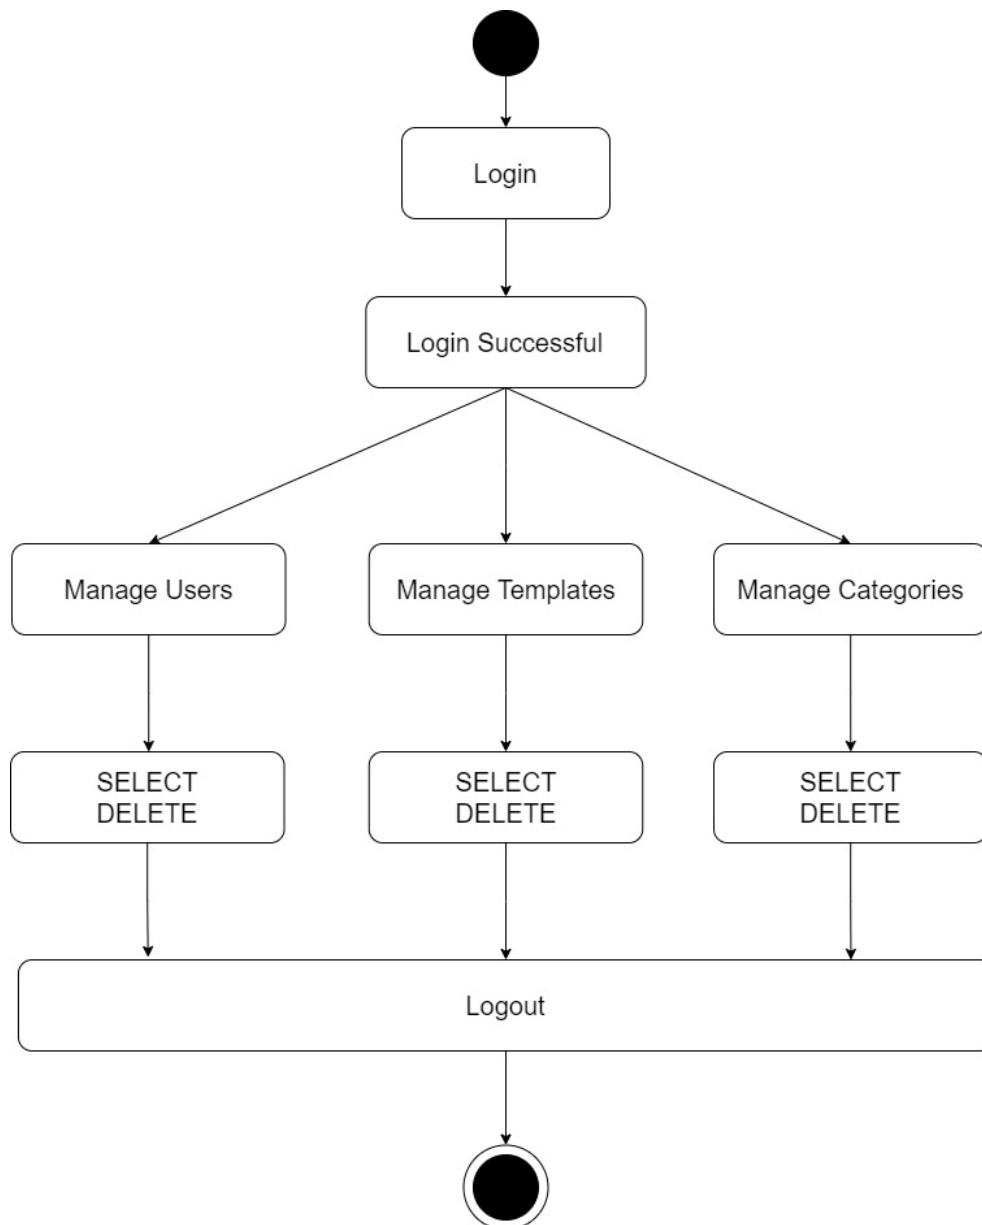 Login
Login Successful
Manage Users
Manage Templates
Manage Categories
SELECT
DELETE
SELECT
DELETE
SELECT
DELETE
Logout